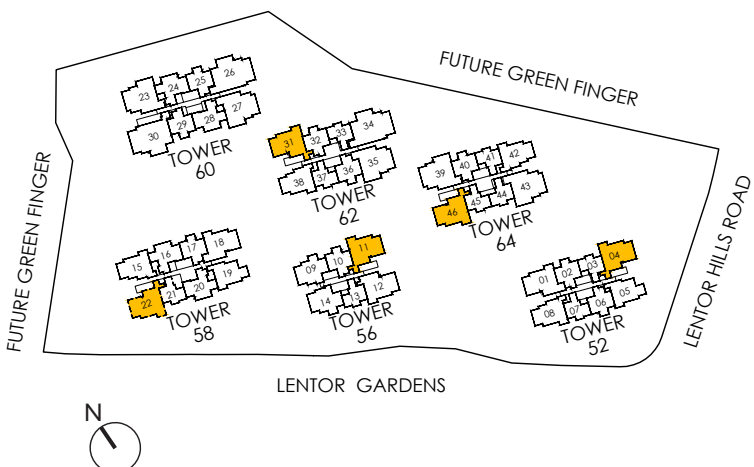 FUTURE GREEN FINGER
23 24 25 26
30 29 28 27
TOWER
60
31 32 33 34
38 37 36 35
TOWER
62
39 40 41 42
46 45 44 43
TOWER
64
FUTURE GREEN FINGER
15 16 17 18
22 21 20 19
TOWER
58
09 10 11
14 13 12
TOWER
56
01 02 03 04
08 07 06 05
TOWER
52
LENTOR HILLS ROAD
LENTOR GARDENS
N